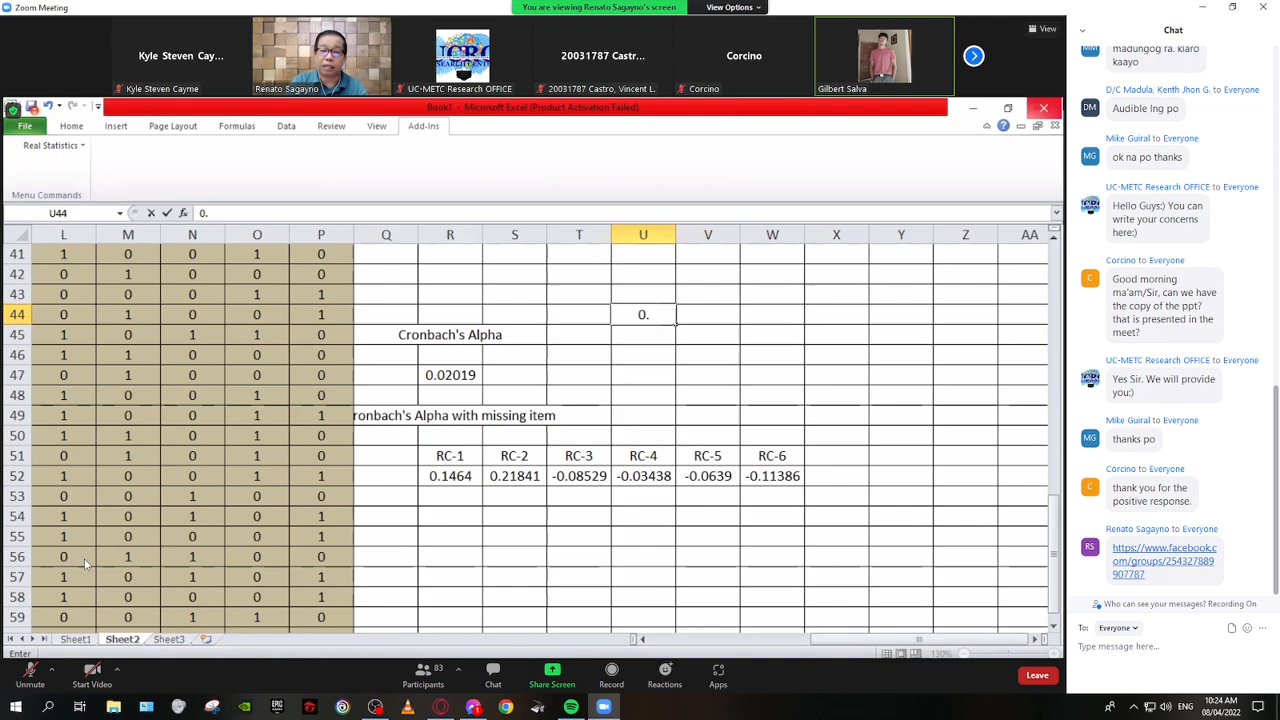 Zoom Meeting
You are viewing Renato Sagayno's screen
View Options
View
Kyle Steven Cay...
20031787 Castro...
Corcino
Kyle Steven Cayme
Renato Sagayno
UC-METC Research OFFICE
20031787 Castro, Vincent L.
Corcino
Gilbert Salva
Book1 - Microsoft Excel (Product Activation Failed)
File Home Insert Page Layout Formulas Data Review View Add-Ins
Real Statistics
Menu Commands
U44 fx 0.
L M N O P Q R S T U V W X Y Z AA
41 1 0 0 1 0
42 0 1 0 0 0
43 0 0 0 1 1
44 0 1 0 0 1 0.
45 1 0 1 1 0 Cronbach's Alpha
46 1 1 0 0 0
47 0 1 0 0 0 0.02019
48 1 0 0 1 0
49 1 0 0 1 1 ronbach's Alpha with missing item
50 1 1 0 1 0
51 0 1 0 1 0 RC-1 RC-2 RC-3 RC-4 RC-5 RC-6
52 1 0 0 1 1 0.1464 0.21841 -0.08529 -0.03438 -0.0639 -0.11386
53 0 0 1 0 0
54 1 0 1 0 1
55 1 0 0 0 1
56 0 1 1 0 0
57 1 0 1 0 1
58 1 0 0 0 1
59 0 0 1 1 0
Sheet1 Sheet2 Sheet3
Enter 130%
Unmute Start Video 83 Participants Chat Share Screen Record Reactions Apps Leave
Chat
madungog ra. klaro
kaayo
D/C Madula, Kenth Jhon G. to Everyone
DM
Audible lng po
Mike Guiral to Everyone
MG
ok na po thanks
UC-METC Research OFFICE to Everyone
Hello Guys:) You can
write your concerns
here:)
Corcino to Everyone
C
Good morning
ma'am/Sir, can we have
the copy of the ppt?
that is presented in the
meet?
UC-METC Research OFFICE to Everyone
Yes Sir. We will provide
you:)
Mike Guiral to Everyone
MG
thanks po
Corcino to Everyone
C
thank you for the
positive response.
Renato Sagayno to Everyone
RS
https://www.facebook.c
om/groups/254327889
907787
Who can see your messages? Recording On
To: Everyone
Type message here...
ENG
10:24 AM
08/04/2022